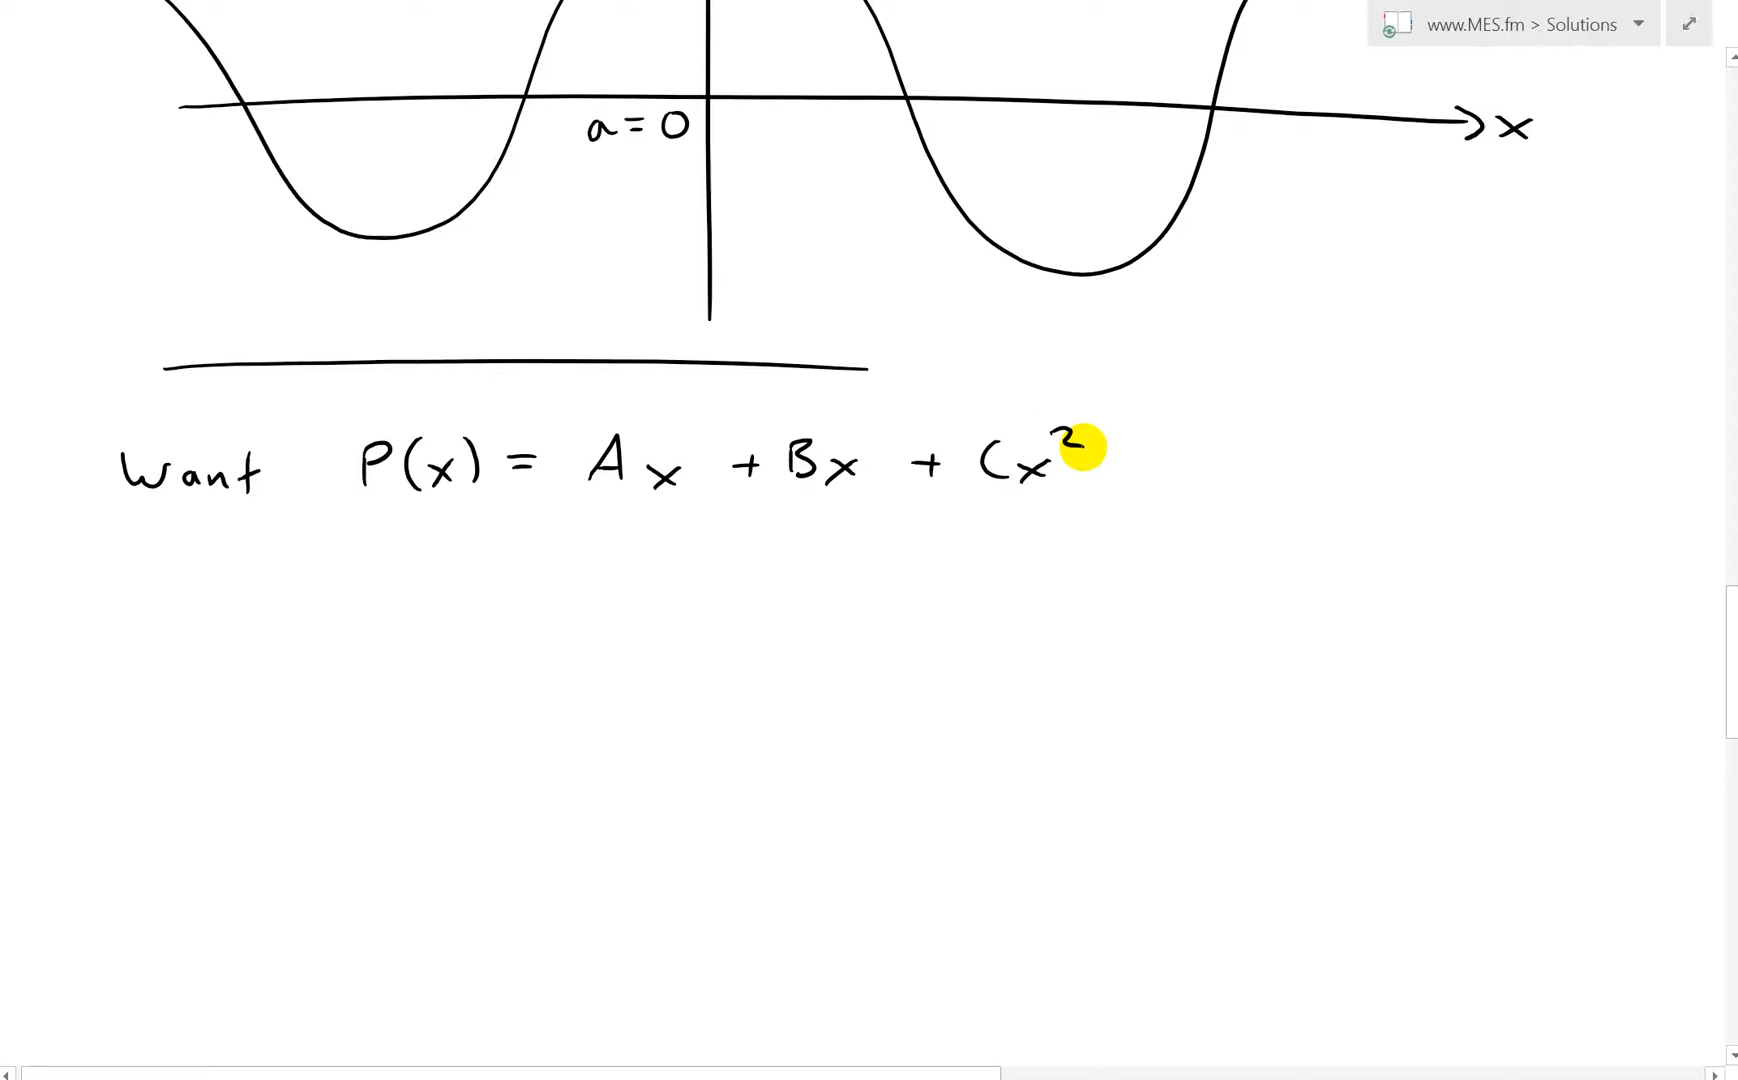 www.MES.fm > Solutions
a = 0
x
Want P(x) = Ax + Bx + Cx²